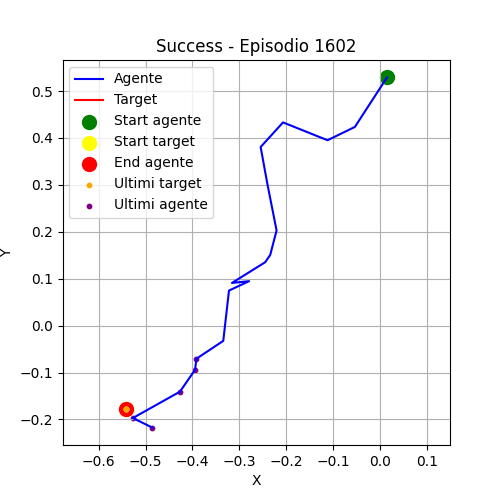 Success - Episodio 1602
Agente
Target
Start agente
Start target
End agente
Ultimi target
Ultimi agente
Y
0.5
0.4
0.3
0.2
0.1
0.0
−0.1
−0.2
−0.6 −0.5 −0.4 −0.3 −0.2 −0.1 0.0 0.1
X